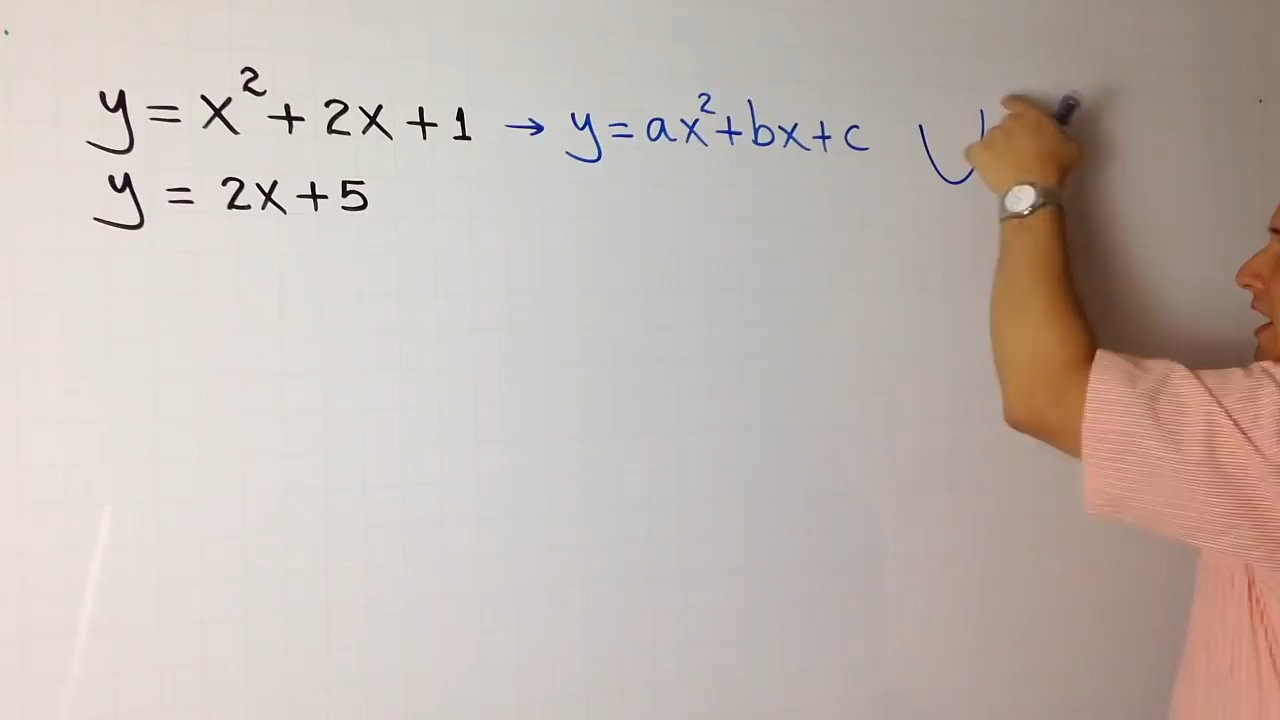 y = x² + 2x + 1 → y = ax² + bx + c
y = 2x + 5